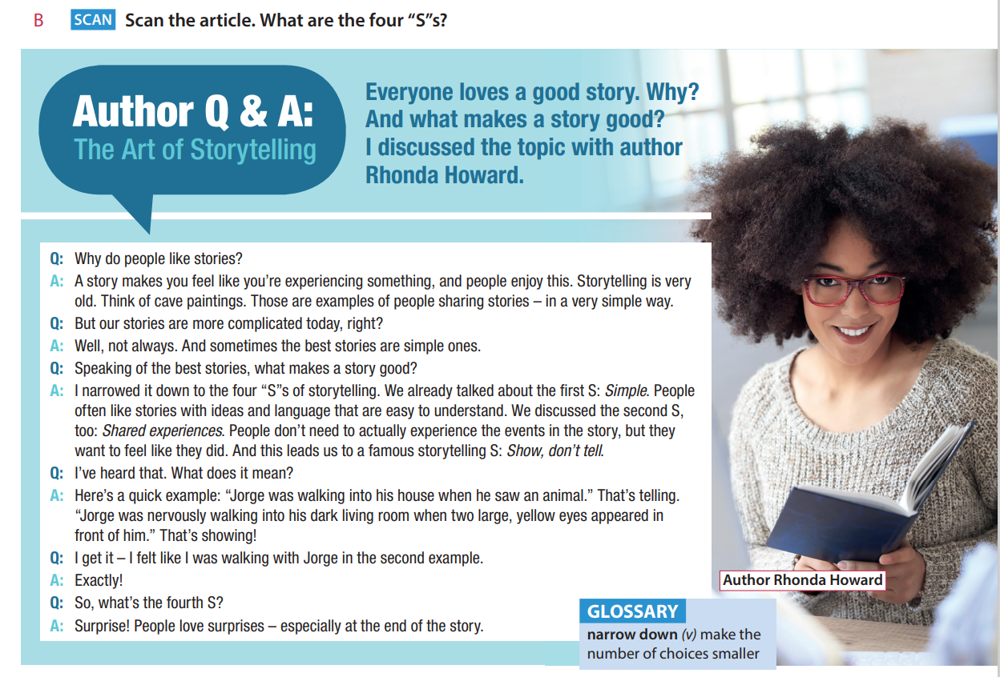 B SCAN Scan the article. What are the four “S”s?
Author Q & A:
The Art of Storytelling
Everyone loves a good story. Why?
And what makes a story good?
I discussed the topic with author
Rhonda Howard.
Q: Why do people like stories?
A: A story makes you feel like you’re experiencing something, and people enjoy this. Storytelling is very
old. Think of cave paintings. Those are examples of people sharing stories – in a very simple way.
Q: But our stories are more complicated today, right?
A: Well, not always. And sometimes the best stories are simple ones.
Q: Speaking of the best stories, what makes a story good?
A: I narrowed it down to the four “S”s of storytelling. We already talked about the first S: Simple. People
often like stories with ideas and language that are easy to understand. We discussed the second S,
too: Shared experiences. People don’t need to actually experience the events in the story, but they
want to feel like they did. And this leads us to a famous storytelling S: Show, don’t tell.
Q: I’ve heard that. What does it mean?
A: Here’s a quick example: “Jorge was walking into his house when he saw an animal.” That’s telling.
“Jorge was nervously walking into his dark living room when two large, yellow eyes appeared in
front of him.” That’s showing!
Q: I get it – I felt like I was walking with Jorge in the second example.
A: Exactly!
Q: So, what’s the fourth S?
A: Surprise! People love surprises – especially at the end of the story.
Author Rhonda Howard
GLOSSARY
narrow down (v) make the
number of choices smaller